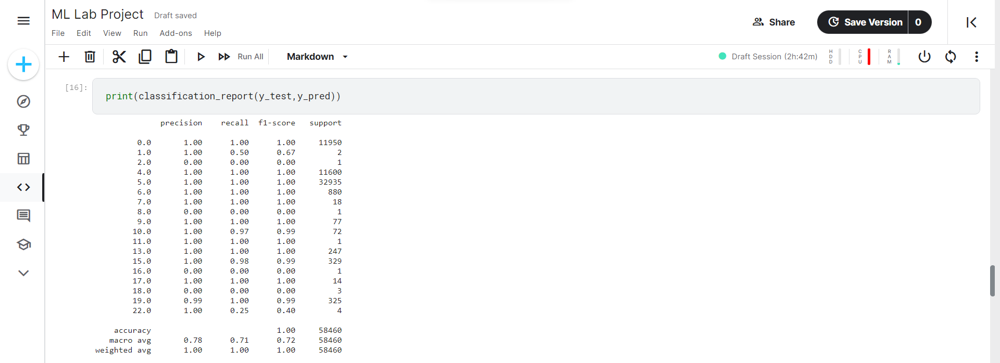 ML Lab Project Draft saved
File Edit View Run Add-ons Help
Share
Save Version 0
Run All
Markdown
Draft Session (2h:42m)
HDD
CPU
RAM
[16]:
print(classification_report(y_test,y_pred))
precision recall f1-score support
0.0 1.00 1.00 1.00 11950
1.0 1.00 0.50 0.67 2
2.0 0.00 0.00 0.00 1
4.0 1.00 1.00 1.00 11600
5.0 1.00 1.00 1.00 32935
6.0 1.00 1.00 1.00 880
7.0 1.00 1.00 1.00 18
8.0 0.00 0.00 0.00 1
9.0 1.00 1.00 1.00 77
10.0 1.00 0.97 0.99 72
11.0 1.00 1.00 1.00 1
13.0 1.00 1.00 1.00 247
15.0 1.00 0.98 0.99 329
16.0 0.00 0.00 0.00 1
17.0 1.00 1.00 1.00 14
18.0 0.00 0.00 0.00 3
19.0 0.99 1.00 0.99 325
22.0 1.00 0.25 0.40 4
accuracy 1.00 58460
macro avg 0.78 0.71 0.72 58460
weighted avg 1.00 1.00 1.00 58460